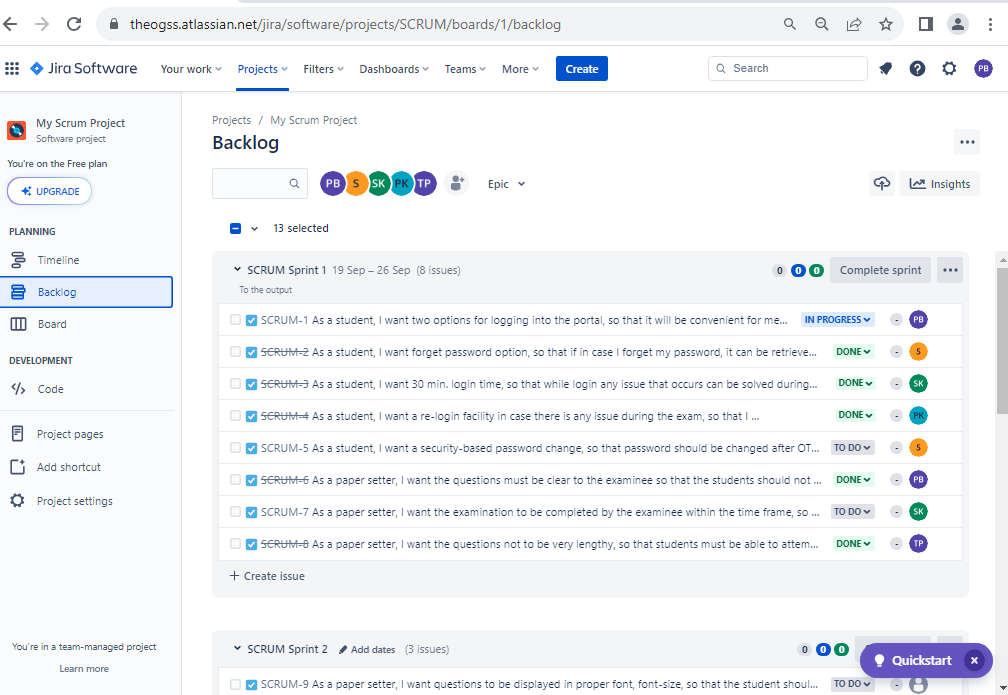 theogss.atlassian.net/jira/software/projects/SCRUM/boards/1/backlog
Jira Software Your work Projects Filters Dashboards Teams More Create Search PB
My Scrum Project
Software project
You're on the Free plan
UPGRADE
PLANNING
Timeline
Backlog
Board
DEVELOPMENT
Code
Project pages
Add shortcut
Project settings
You're in a team-managed project
Learn more
Projects / My Scrum Project
Backlog
PB S SK PK TP Epic Insights
13 selected
SCRUM Sprint 1 19 Sep – 26 Sep (8 issues) 0 0 0 Complete sprint
To the output
SCRUM-1 As a student, I want two options for logging into the portal, so that it will be convenient for me... IN PROGRESS - PB
SCRUM-2 As a student, I want forget password option, so that if in case I forget my password, it can be retrieve... DONE - S
SCRUM-3 As a student, I want 30 min. login time, so that while login any issue that occurs can be solved during... DONE - SK
SCRUM-4 As a student, I want a re-login facility in case there is any issue during the exam, so that I ... DONE - PK
SCRUM-5 As a student, I want a security-based password change, so that password should be changed after OT... TO DO - S
SCRUM-6 As a paper setter, I want the questions must be clear to the examinee so that the students should not ... DONE - PB
SCRUM-7 As a paper setter, I want the examination to be completed by the examinee within the time frame, so ... TO DO - SK
SCRUM-8 As a paper setter, I want the questions not to be very lengthy, so that students must be able to attem... DONE - TP
+ Create issue
SCRUM Sprint 2 Add dates (3 issues) 0 0 0
Quickstart
SCRUM-9 As a paper setter, I want questions to be displayed in proper font, font-size, so that the student shoul... TO DO -